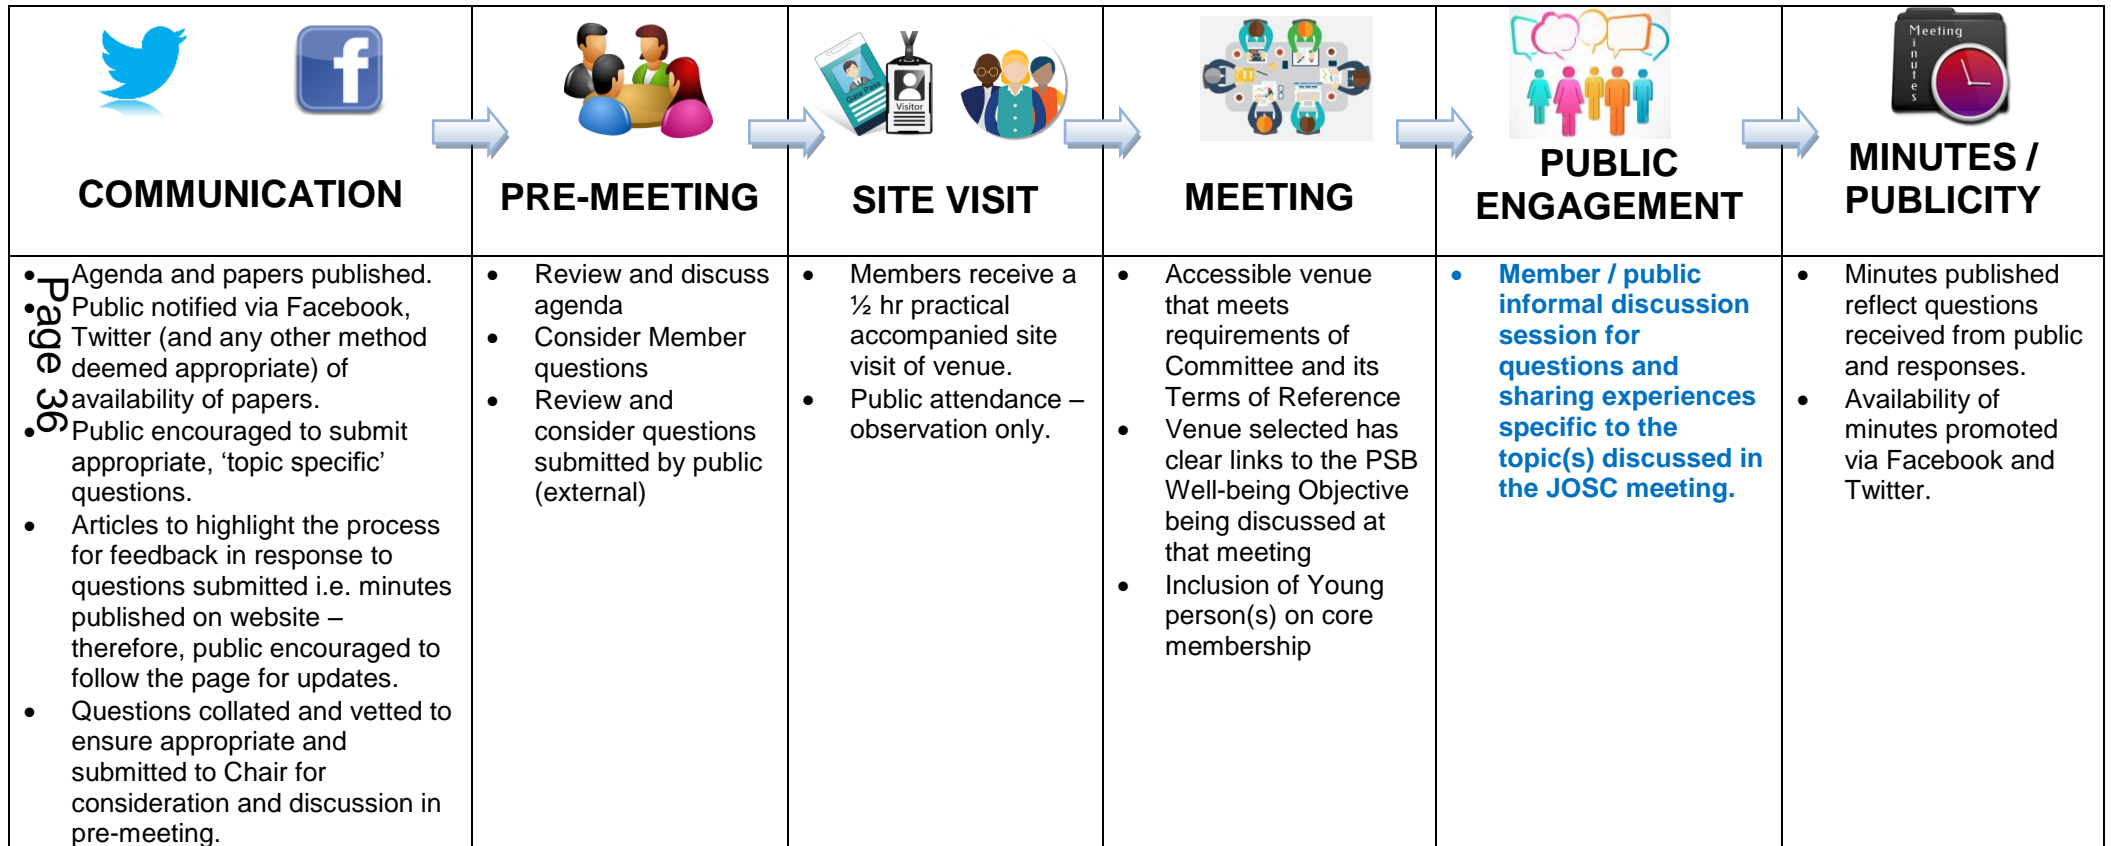 Gate Pass
Visitor
Meeting
Minutes
COMMUNICATION
PRE-MEETING
SITE VISIT
MEETING
PUBLIC
ENGAGEMENT
MINUTES /
PUBLICITY
Page 36
• Agenda and papers published.
• Public notified via Facebook,
Twitter (and any other method
deemed appropriate) of
availability of papers.
• Public encouraged to submit
appropriate, ‘topic specific’
questions.
• Articles to highlight the process
for feedback in response to
questions submitted i.e. minutes
published on website –
therefore, public encouraged to
follow the page for updates.
• Questions collated and vetted to
ensure appropriate and
submitted to Chair for
consideration and discussion in
pre-meeting.
• Review and discuss
agenda
• Consider Member
questions
• Review and
consider questions
submitted by public
(external)
• Members receive a
½ hr practical
accompanied site
visit of venue.
• Public attendance –
observation only.
• Accessible venue
that meets
requirements of
Committee and its
Terms of Reference
• Venue selected has
clear links to the PSB
Well-being Objective
being discussed at
that meeting
• Inclusion of Young
person(s) on core
membership
• Member / public
informal discussion
session for
questions and
sharing experiences
specific to the
topic(s) discussed in
the JOSC meeting.
• Minutes published
reflect questions
received from public
and responses.
• Availability of
minutes promoted
via Facebook and
Twitter.